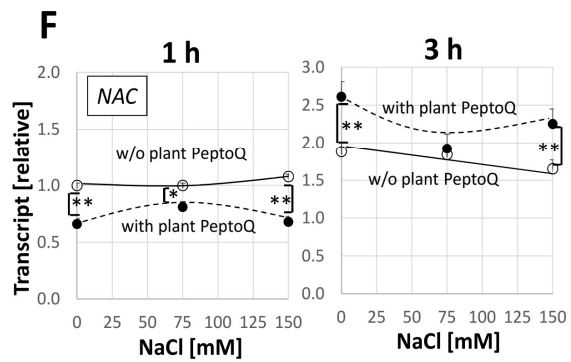 F
1 h
3 h
2.0
1.5
1.0
0.5
0.0
NAC
w/o plant PeptoQ
**
*
**
with plant PeptoQ
0 25 50 75 100 125 150
NaCl [mM]
Transcript [relative]
3.0
2.5
2.0
1.5
1.0
0.5
0.0
with plant PeptoQ
**
**
w/o plant PeptoQ
0 25 50 75 100 125 150
NaCl [mM]